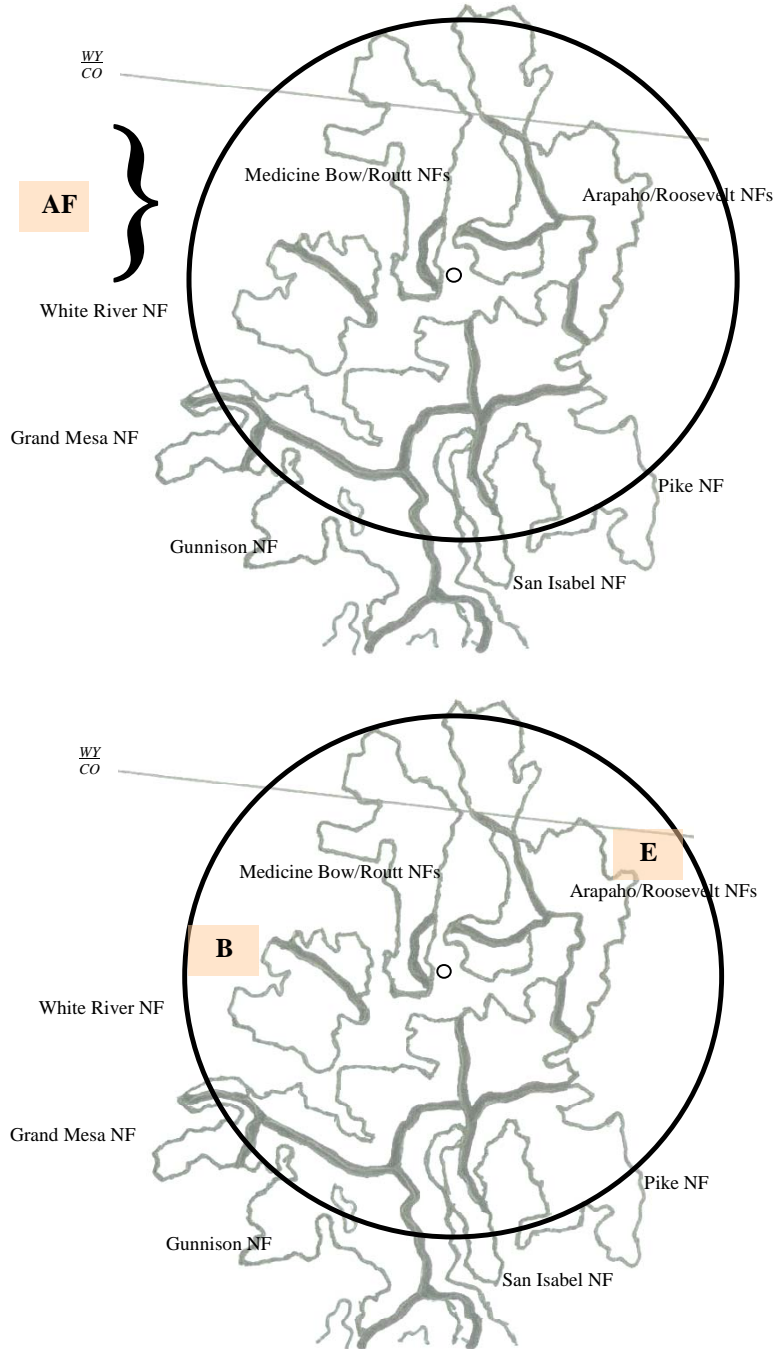 WY
CO
}
Medicine Bow/Routt NFs
Arapaho/Roosevelt NFs
AF
White River NF
Grand Mesa NF
Pike NF
Gunnison NF
San Isabel NF
WY
CO
E
Medicine Bow/Routt NFs
Arapaho/Roosevelt NFs
B
White River NF
Grand Mesa NF
Pike NF
Gunnison NF
San Isabel NF